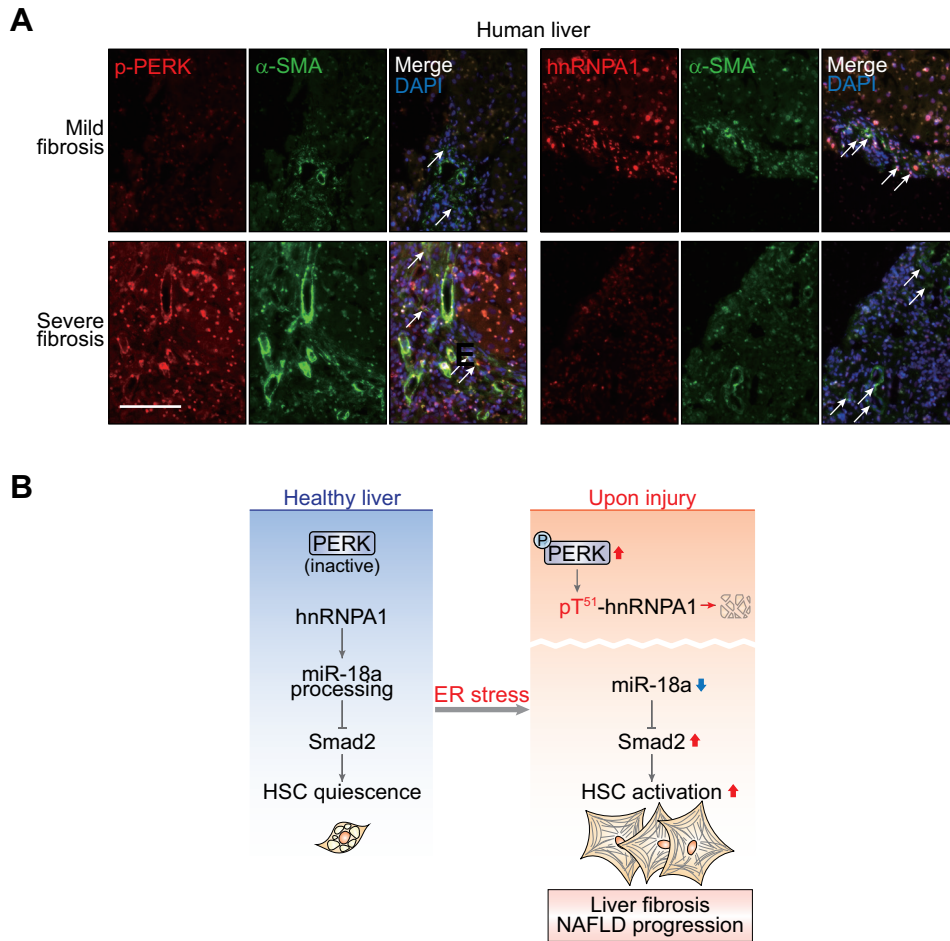 A
Human liver
p-PERK
α-SMA
Merge
DAPI
hnRNPA1
α-SMA
Merge
DAPI
Mild
fibrosis
Severe
fibrosis
E
B
Healthy liver
PERK
(inactive)
hnRNPA1
miR-18a
processing
Smad2
HSC quiescence
ER stress
Upon injury
P
PERK
pT51-hnRNPA1
miR-18a
Smad2
HSC activation
Liver fibrosis
NAFLD progression